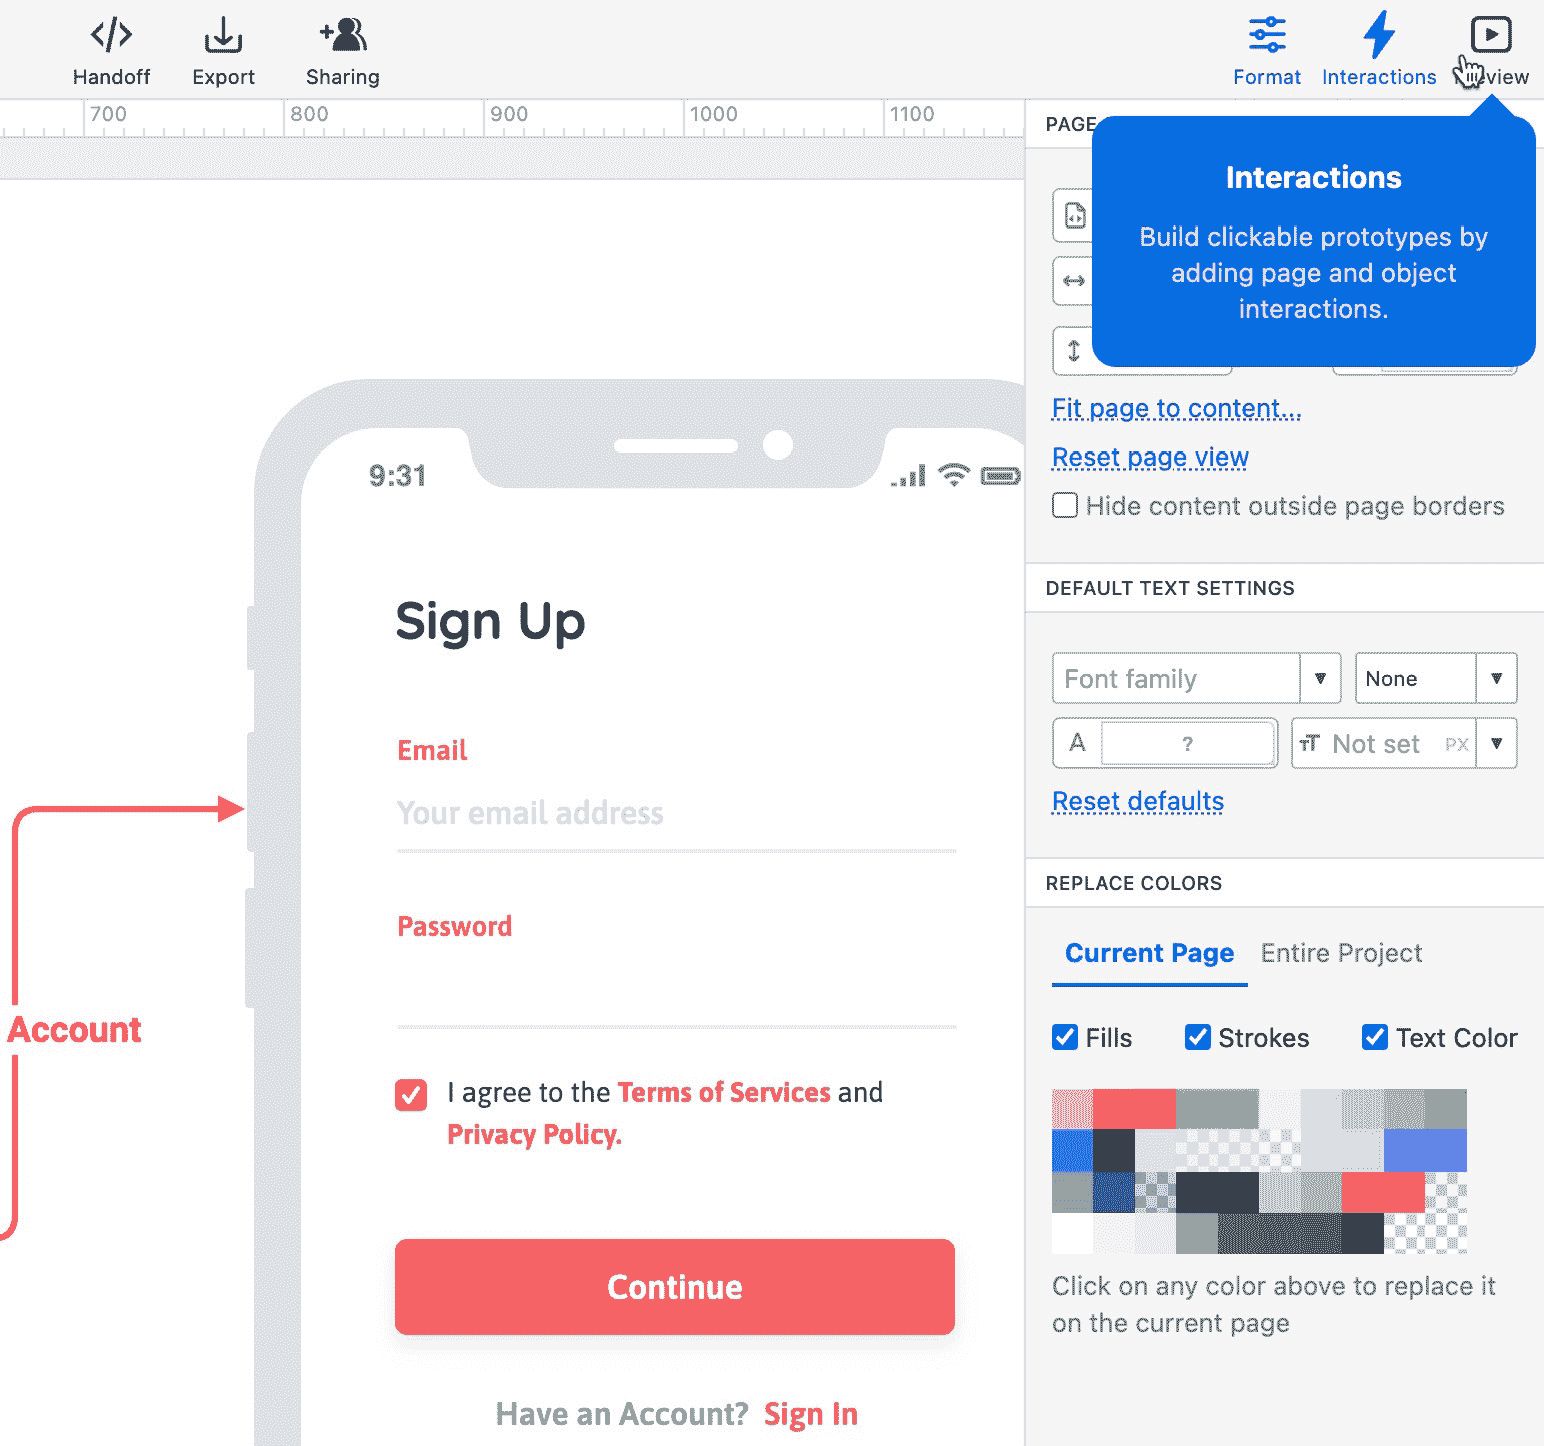 Handoff
Export
Sharing
Format
Interactions
view
700
800
900
1000
1100
PAGE
Interactions
Build clickable prototypes by
adding page and object
interactions.
Fit page to content...
Reset page view
Hide content outside page borders
DEFAULT TEXT SETTINGS
Font family
None
A
?
TT Not set PX
Reset defaults
REPLACE COLORS
Current Page
Entire Project
Fills
Strokes
Text Color
Click on any color above to replace it
on the current page
9:31
Sign Up
Email
Your email address
Password
Account
I agree to the Terms of Services and
Privacy Policy.
Continue
Have an Account? Sign In